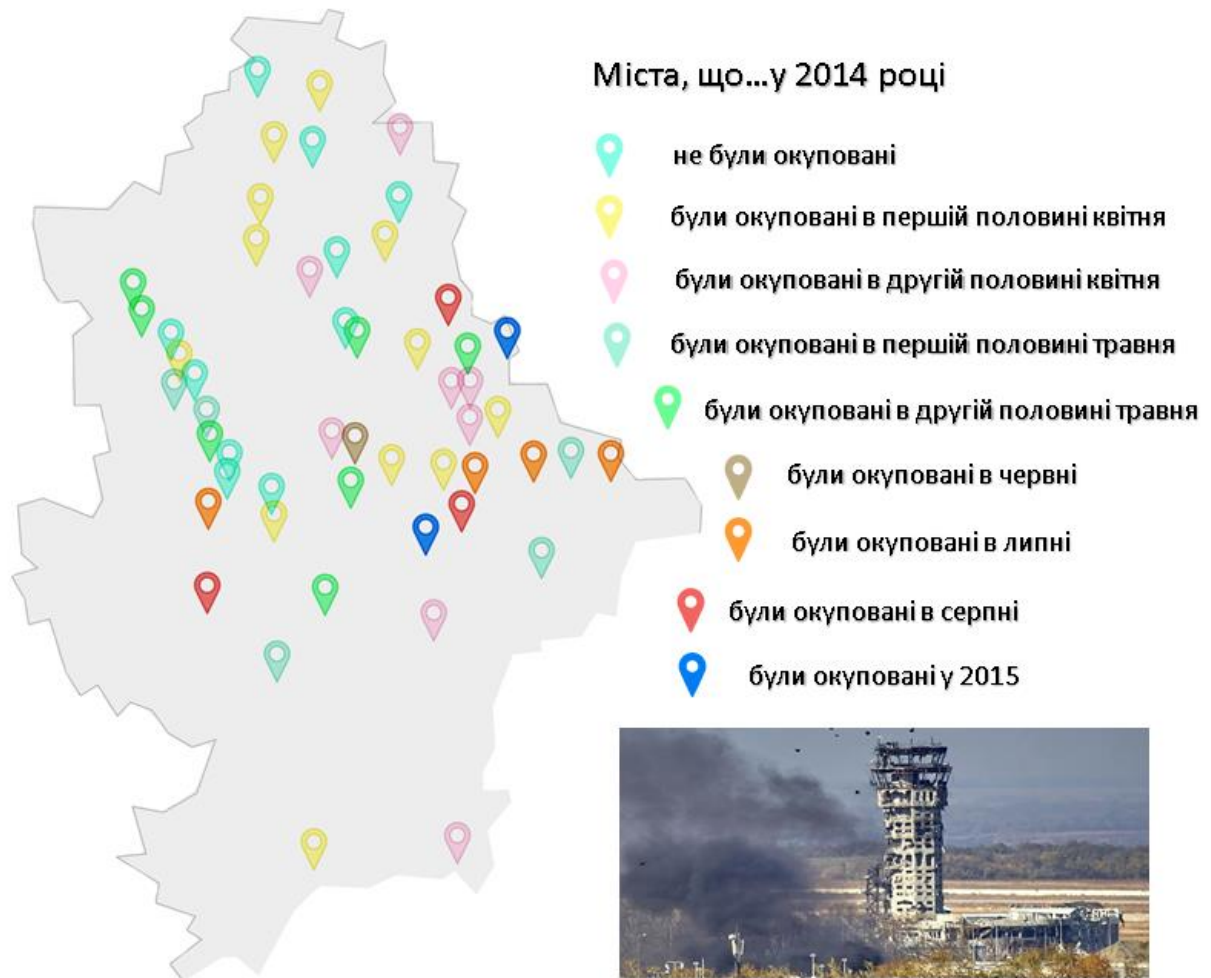 Міста, що...у 2014 році
не були окуповані
були окуповані в першій половині квітня
були окуповані в другій половині квітня
були окуповані в першій половині травня
були окуповані в другій половині травня
були окуповані в червні
були окуповані в липні
були окуповані в серпні
були окуповані у 2015